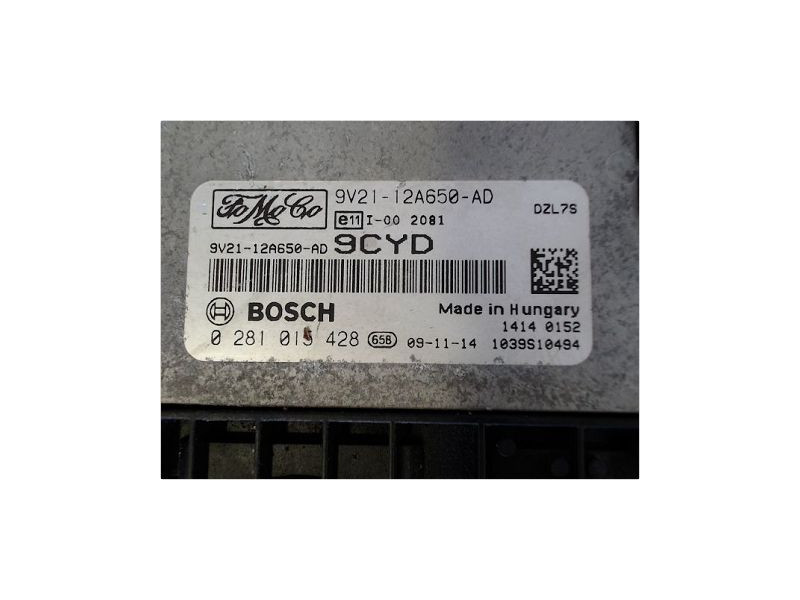 FoMoCo 9V21-12A650-AD DZL7S
e11 I-00 2081
9V21-12A650-AD 9CYD
BOSCH Made in Hungary
1414 0152
0 281 015 428 65B 09-11-14 1039S10494